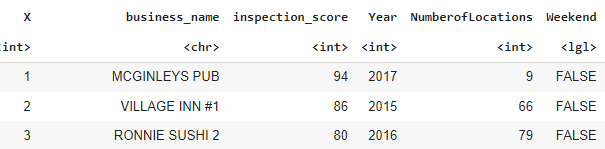 X business_name inspection_score Year NumberofLocations Weekend
<int> <chr> <int> <int> <int> <lgl>
1 MCGINLEYS PUB 94 2017 9 FALSE
2 VILLAGE INN #1 86 2015 66 FALSE
3 RONNIE SUSHI 2 80 2016 79 FALSE